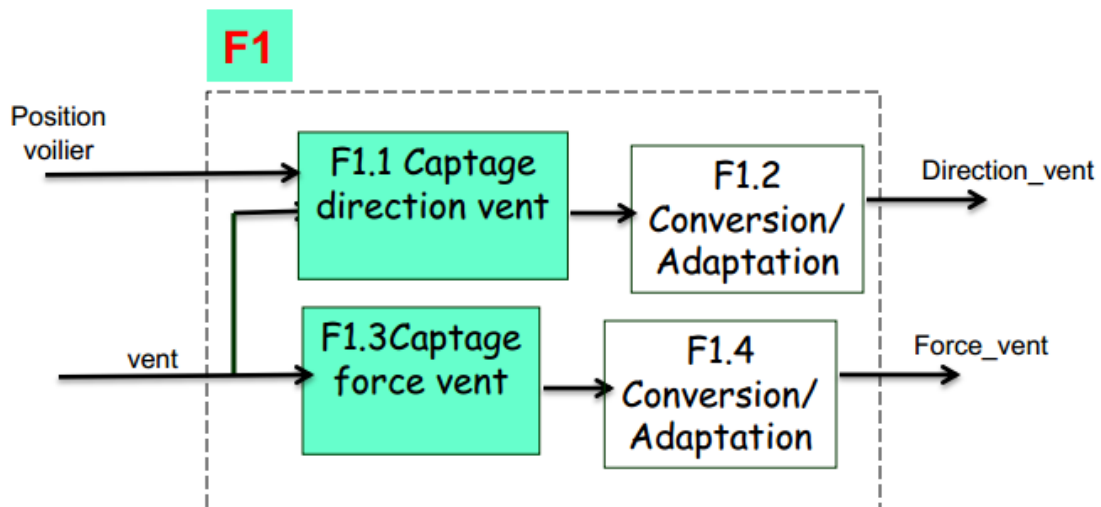 F1
Position
voilier
F1.1 Captage
direction vent
F1.2
Conversion/
Adaptation
Direction_vent
vent
F1.3Captage
force vent
F1.4
Conversion/
Adaptation
Force_vent